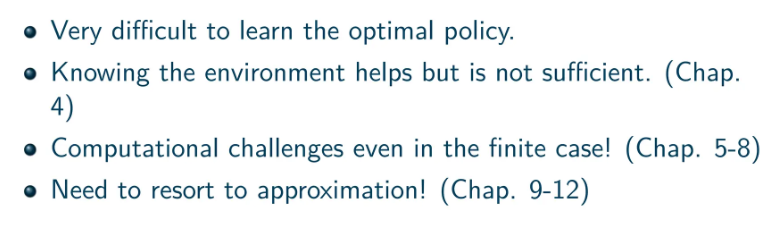 Very difficult to learn the optimal policy.
Knowing the environment helps but is not sufficient. (Chap.
4)
Computational challenges even in the finite case! (Chap. 5-8)
Need to resort to approximation! (Chap. 9-12)